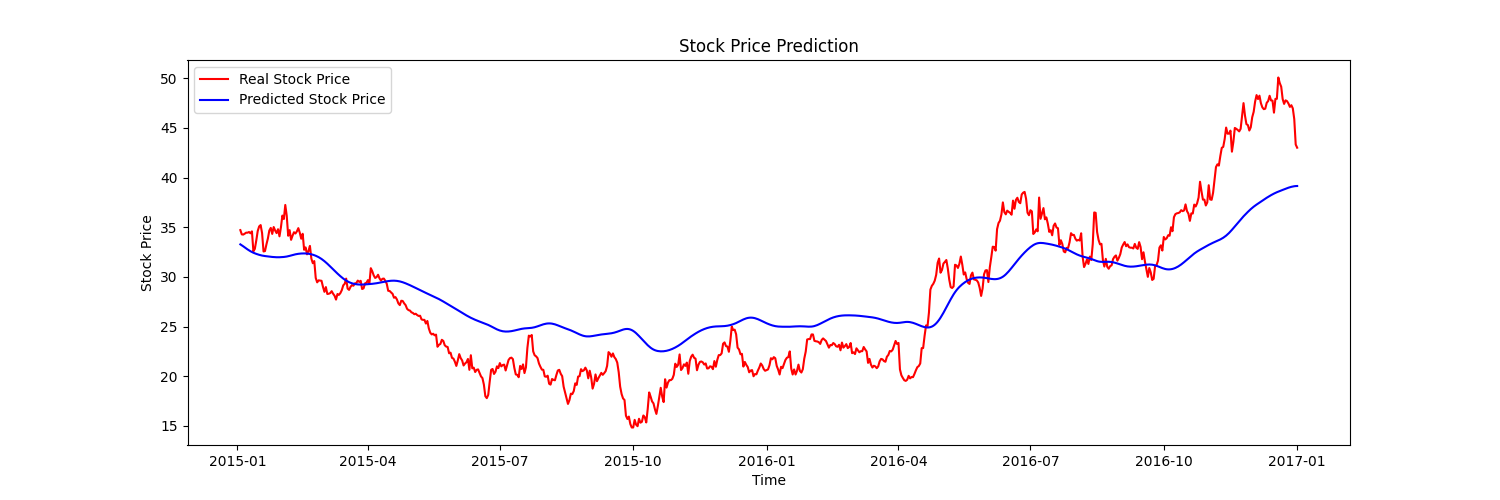 Stock Price Prediction
Real Stock Price
Predicted Stock Price
Stock Price
50
45
40
35
30
25
20
15
2015-01 2015-04 2015-07 2015-10 2016-01 2016-04 2016-07 2016-10 2017-01
Time